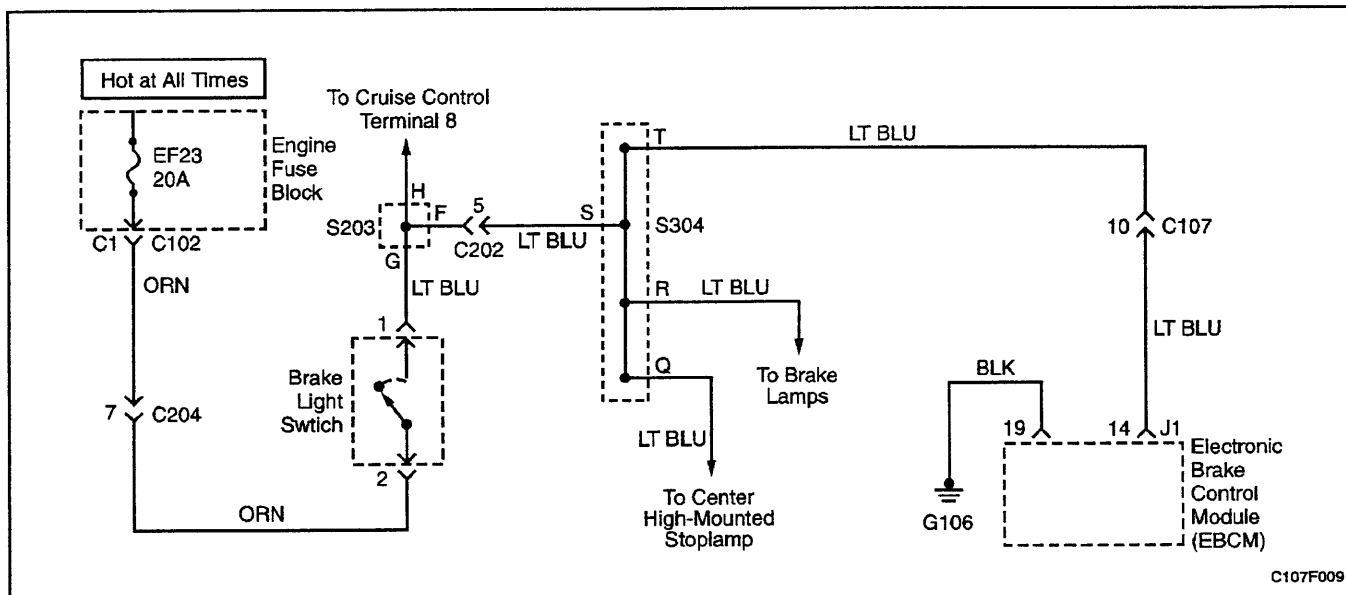 Hot at All Times
EF23
20A
Engine
Fuse
Block
C1
C102
ORN
7
C204
ORN
To Cruise Control
Terminal 8
H
S203
F
5
C202
G
LT BLU
1
Brake
Light
Swtich
2
LT BLU
S
T
S304
R
Q
LT BLU
LT BLU
To Brake
Lamps
LT BLU
To Center
High-Mounted
Stoplamp
10
C107
LT BLU
BLK
G106
19
14
J1
Electronic
Brake
Control
Module
(EBCM)
C107F009